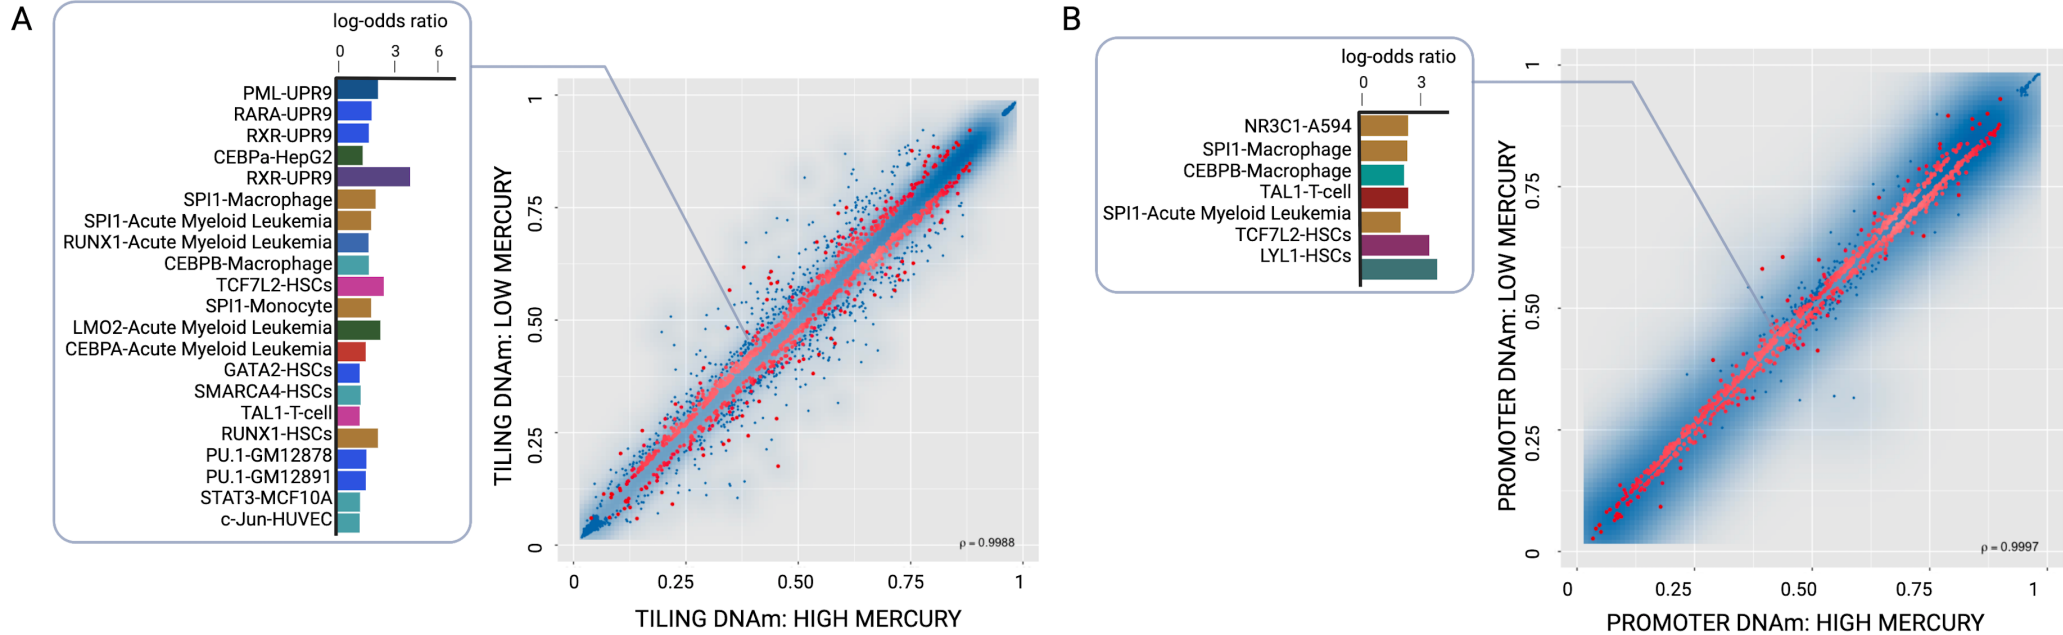 A
log-odds ratio
0 3 6
PML-UPR9
RARA-UPR9
RXR-UPR9
CEBPa-HepG2
RXR-UPR9
SPI1-Macrophage
SPI1-Acute Myeloid Leukemia
RUNX1-Acute Myeloid Leukemia
CEBPB-Macrophage
TCF7L2-HSCs
SPI1-Monocyte
LMO2-Acute Myeloid Leukemia
CEBPA-Acute Myeloid Leukemia
GATA2-HSCs
SMARCA4-HSCs
TAL1-T-cell
RUNX1-HSCs
PU.1-GM12878
PU.1-GM12891
STAT3-MCF10A
c-Jun-HUVEC
TILING DNAm: LOW MERCURY
1
0.75
0.50
0.25
0
ρ = 0.9988
0 0.25 0.50 0.75 1
TILING DNAm: HIGH MERCURY
B
log-odds ratio
0 3
NR3C1-A594
SPI1-Macrophage
CEBPB-Macrophage
TAL1-T-cell
SPI1-Acute Myeloid Leukemia
TCF7L2-HSCs
LYL1-HSCs
PROMOTER DNAm: LOW MERCURY
1
0.75
0.50
0.25
0
ρ = 0.9997
0 0.25 0.50 0.75 1
PROMOTER DNAm: HIGH MERCURY